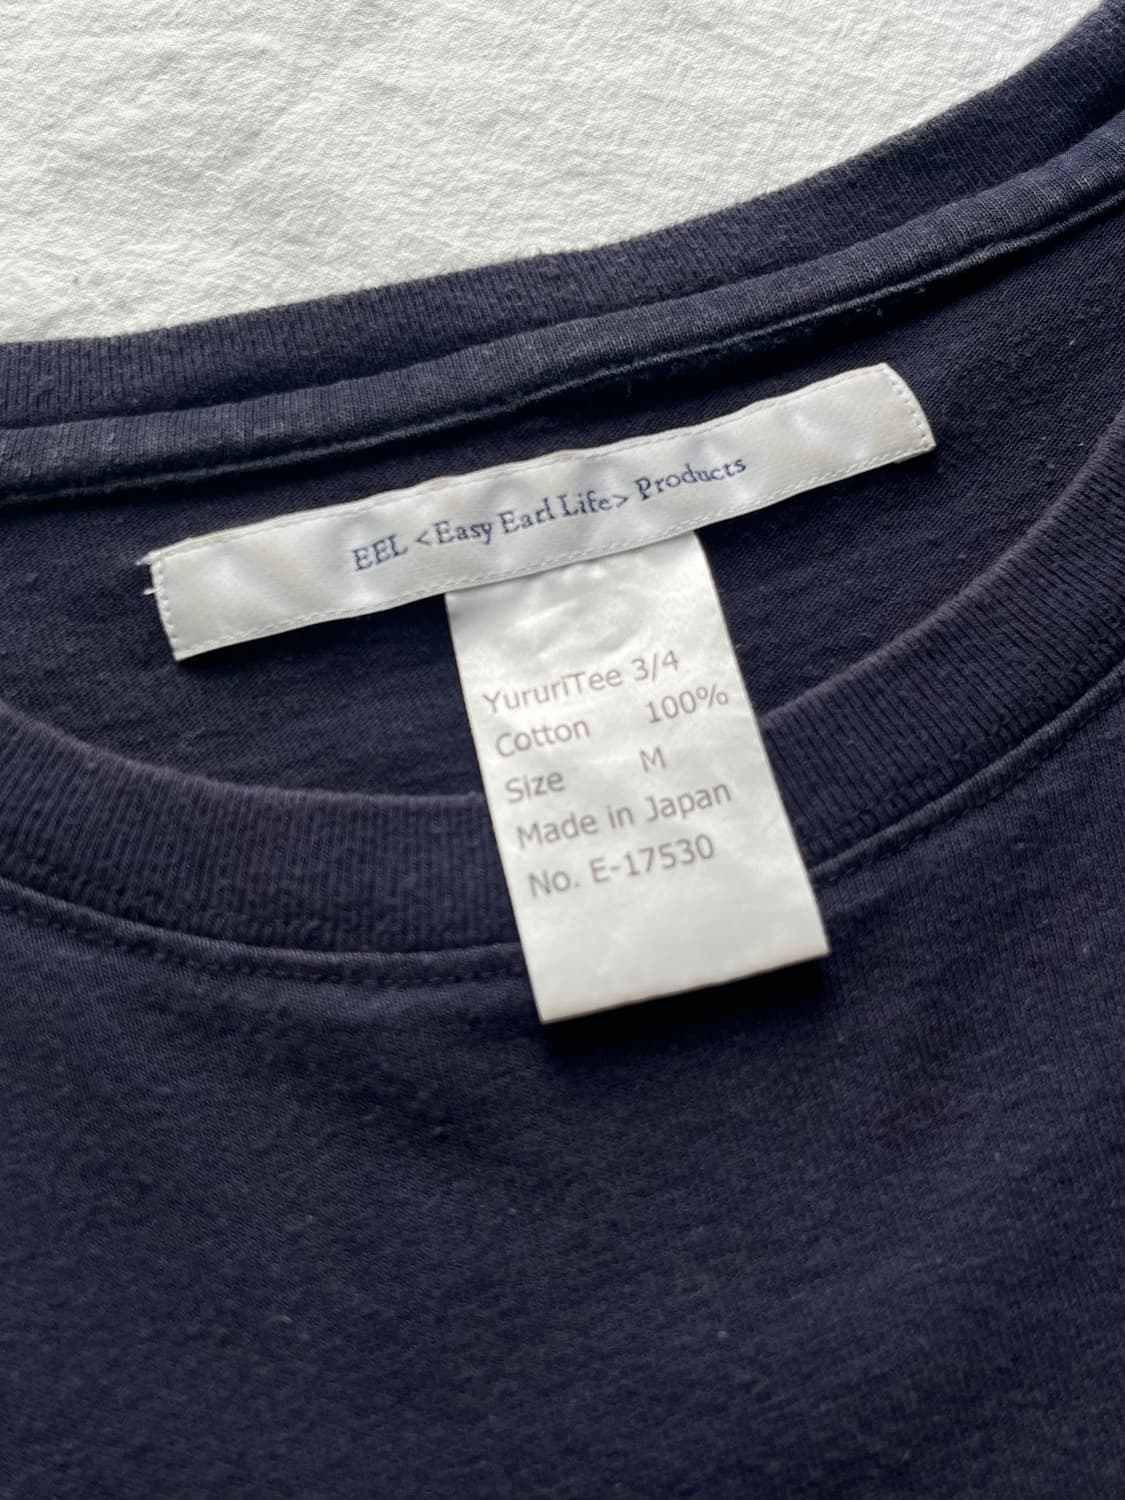 EEL <Easy Earl Life> Products
YururiTee 3/4
Cotton 100%
Size M
Made in Japan
No. E-17530